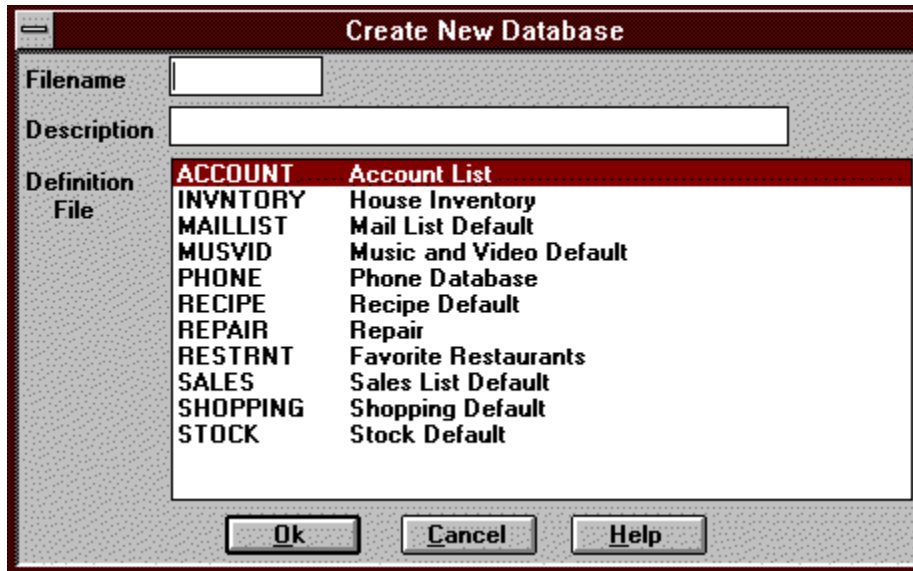 Create New Database
Filename
Description
Definition File
ACCOUNT Account List
INVNTORY House Inventory
MAILLIST Mail List Default
MUSVID Music and Video Default
PHONE Phone Database
RECIPE Recipe Default
REPAIR Repair
RESTRNT Favorite Restaurants
SALES Sales List Default
SHOPPING Shopping Default
STOCK Stock Default
Ok Cancel Help